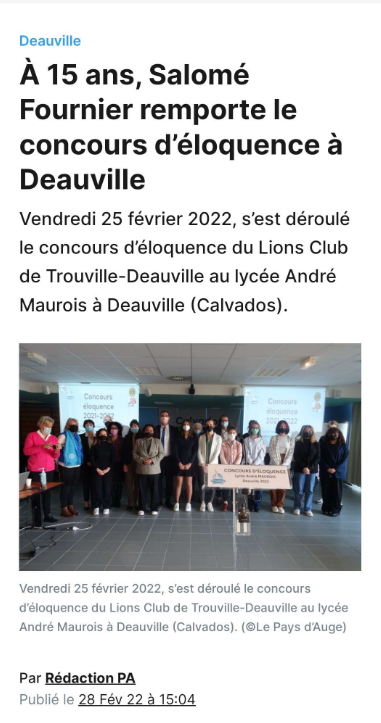 Deauville
À 15 ans, Salomé
Fournier remporte le
concours d’éloquence à
Deauville
Vendredi 25 février 2022, s’est déroulé
le concours d’éloquence du Lions Club
de Trouville-Deauville au lycée André
Maurois à Deauville (Calvados).
Concours
éloquence
2021-2022
Concours
éloquence
2021-2022
CONCOURS D'ÉLOQUENCE
Lycée André Maurois
Deauville 2022
Vendredi 25 février 2022, s’est déroulé le concours
d’éloquence du Lions Club de Trouville-Deauville au lycée
André Maurois à Deauville (Calvados). (©Le Pays d’Auge)
Par Rédaction PA
Publié le 28 Fév 22 à 15:04